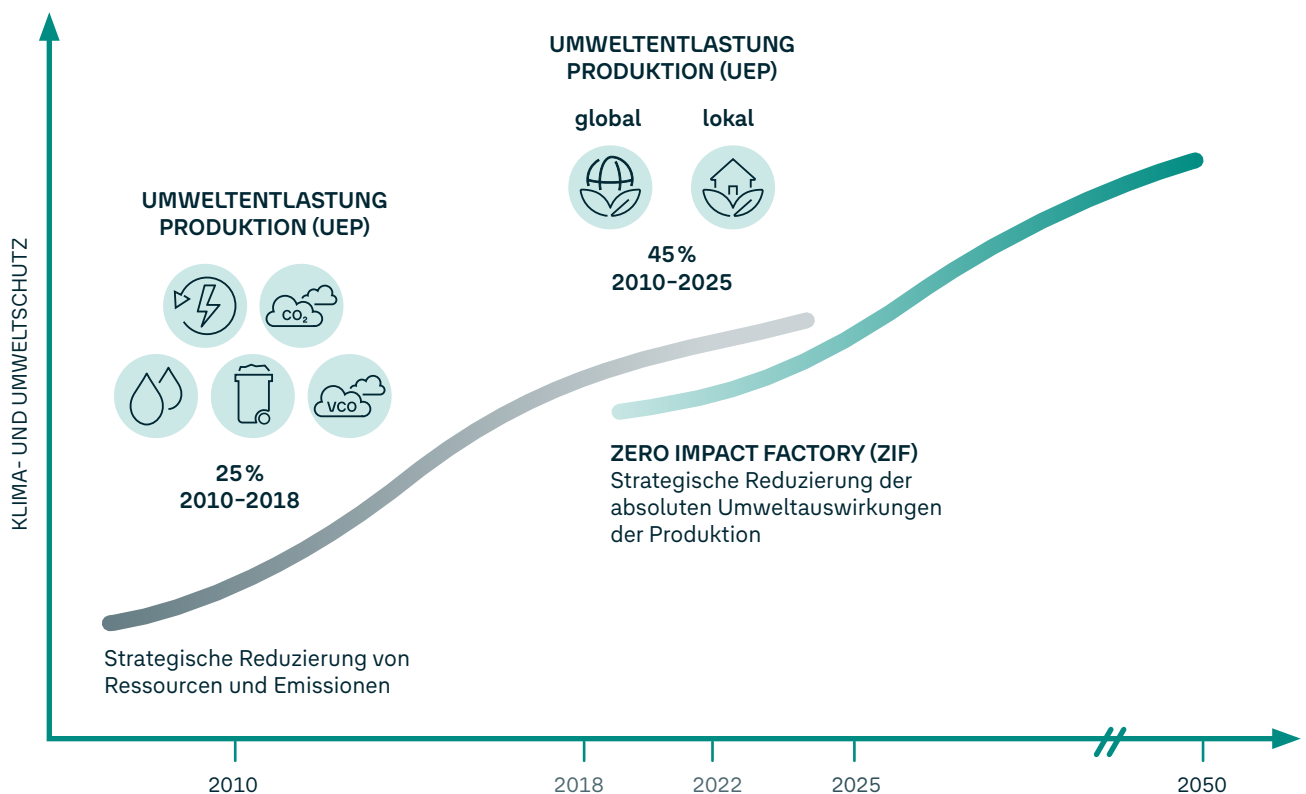 UMWELTENTLASTUNG
PRODUKTION (UEP)
global
lokal
45 %
2010–2025
UMWELTENTLASTUNG
PRODUKTION (UEP)
CO₂
VCO
25 %
2010–2018
KLIMA- UND UMWELTSCHUTZ
ZERO IMPACT FACTORY (ZIF)
Strategische Reduzierung der
absoluten Umweltauswirkungen
der Produktion
Strategische Reduzierung von
Ressourcen und Emissionen
2010
2018
2022
2025
2050